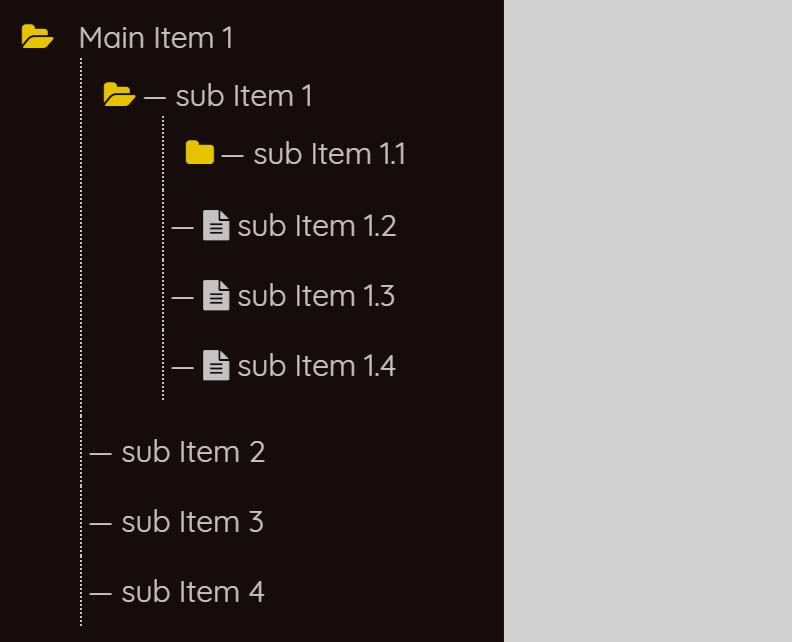 Main Item 1
— sub Item 1
— sub Item 1.1
— sub Item 1.2
— sub Item 1.3
— sub Item 1.4
— sub Item 2
— sub Item 3
— sub Item 4